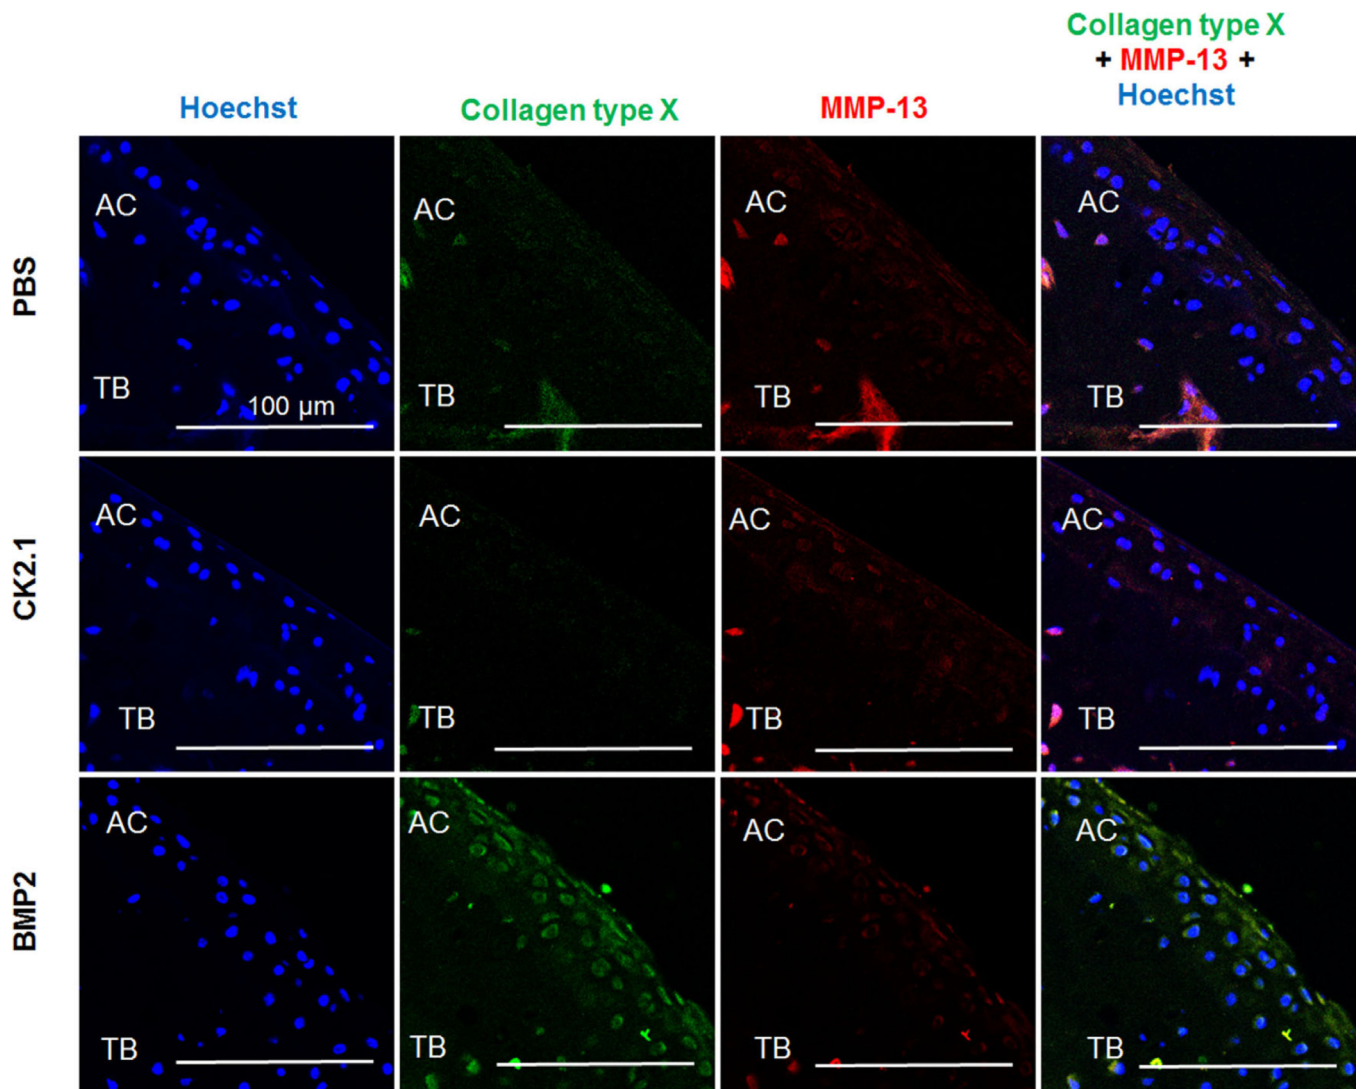 Collagen type X
+ MMP-13 +
Hoechst
Hoechst
Collagen type X
MMP-13
PBS
AC
AC
AC
AC
TB
TB
TB
TB
100 µm
CK2.1
AC
AC
AC
AC
TB
TB
TB
TB
BMP2
AC
AC
AC
AC
TB
TB
TB
TB